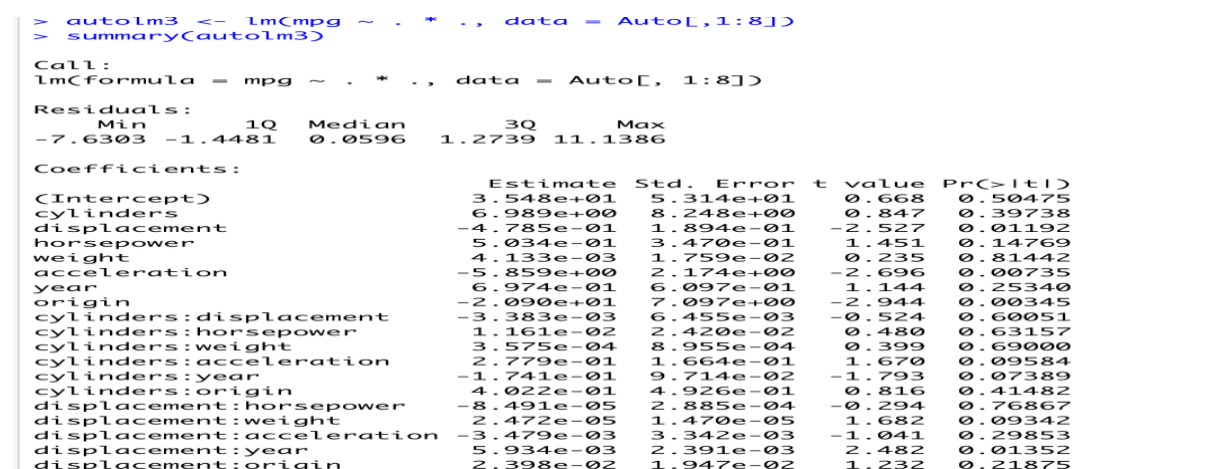 > autolm3 <- lm(mpg ~ . * ., data = Auto[,1:8])
> summary(autolm3)
Call:
lm(formula = mpg ~ . * ., data = Auto[, 1:8])
Residuals:
    Min      1Q  Median      3Q     Max
-7.6303 -1.4481  0.0596  1.2739 11.1386
Coefficients:
                            Estimate Std. Error t value Pr(>|t|)
(Intercept)                3.548e+01  5.314e+01   0.668  0.50475
cylinders                  6.989e+00  8.248e+00   0.847  0.39738
displacement              -4.785e-01  1.894e-01  -2.527  0.01192
horsepower                 5.034e-01  3.470e-01   1.451  0.14769
weight                     4.133e-03  1.759e-02   0.235  0.81442
acceleration              -5.859e+00  2.174e+00  -2.696  0.00735
year                       6.974e-01  6.097e-01   1.144  0.25340
origin                    -2.090e+01  7.097e+00  -2.944  0.00345
cylinders:displacement    -3.383e-03  6.455e-03  -0.524  0.60051
cylinders:horsepower       1.161e-02  2.420e-02   0.480  0.63157
cylinders:weight           3.575e-04  8.955e-04   0.399  0.69000
cylinders:acceleration     2.779e-01  1.664e-01   1.670  0.09584
cylinders:year            -1.741e-01  9.714e-02  -1.793  0.07389
cylinders:origin           4.022e-01  4.926e-01   0.816  0.41482
displacement:horsepower   -8.491e-05  2.885e-04  -0.294  0.76867
displacement:weight        2.472e-05  1.470e-05   1.682  0.09342
displacement:acceleration -3.479e-03  3.342e-03  -1.041  0.29853
displacement:year          5.934e-03  2.391e-03   2.482  0.01352
displacement:origin        2.398e-02  1.947e-02   1.232  0.21875